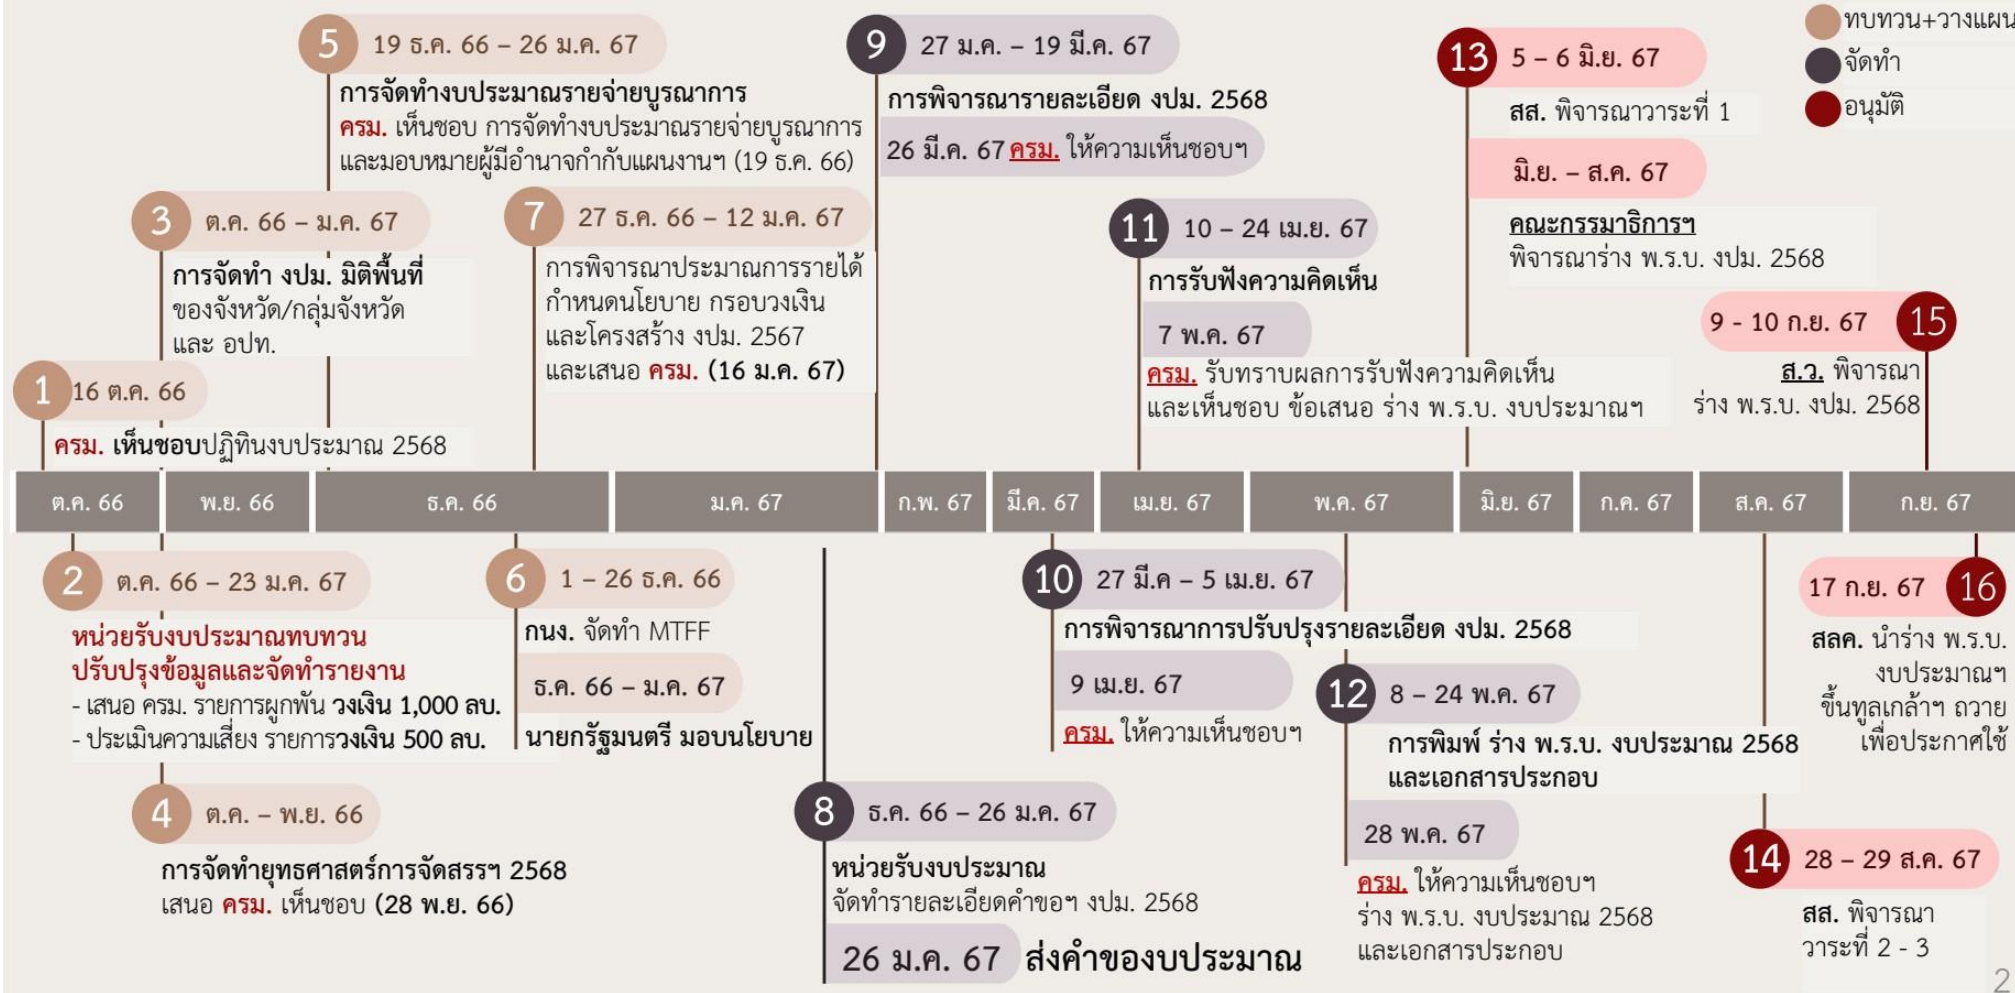 ทบทวน+วางแผน
จัดทำ
อนุมัติ
5 19 ธ.ค. 66 – 26 ม.ค. 67
การจัดทำงบประมาณรายจ่ายบูรณาการ
ครม. เห็นชอบ การจัดทำงบประมาณรายจ่ายบูรณาการ
และมอบหมายผู้มีอำนาจกำกับแผนงานฯ (19 ธ.ค. 66)
9 27 ม.ค. – 19 มี.ค. 67
การพิจารณารายละเอียด งปม. 2568
26 มี.ค. 67 ครม. ให้ความเห็นชอบฯ
13 5 – 6 มิ.ย. 67
สส. พิจารณาวาระที่ 1
มิ.ย. – ส.ค. 67
คณะกรรมาธิการฯ
พิจารณาร่าง พ.ร.บ. งปม. 2568
3 ต.ค. 66 – ม.ค. 67
การจัดทำ งปม. มิติพื้นที่
ของจังหวัด/กลุ่มจังหวัด
และ อปท.
7 27 ธ.ค. 66 – 12 ม.ค. 67
การพิจารณาประมาณการรายได้
กำหนดนโยบาย กรอบวงเงิน
และโครงสร้าง งปม. 2567
และเสนอ ครม. (16 ม.ค. 67)
11 10 – 24 เม.ย. 67
การรับฟังความคิดเห็น
7 พ.ค. 67
ครม. รับทราบผลการรับฟังความคิดเห็น
และเห็นชอบ ข้อเสนอ ร่าง พ.ร.บ. งบประมาณฯ
9 - 10 ก.ย. 67 15
ส.ว. พิจารณา
ร่าง พ.ร.บ. งปม. 2568
1 16 ต.ค. 66
ครม. เห็นชอบปฏิทินงบประมาณ 2568
ต.ค. 66 พ.ย. 66 ธ.ค. 66 ม.ค. 67 ก.พ. 67 มี.ค. 67 เม.ย. 67 พ.ค. 67 มิ.ย. 67 ก.ค. 67 ส.ค. 67 ก.ย. 67
2 ต.ค. 66 – 23 ม.ค. 67
หน่วยรับงบประมาณทบทวน
ปรับปรุงข้อมูลและจัดทำรายงาน
- เสนอ ครม. รายการผูกพัน วงเงิน 1,000 ลบ.
- ประเมินความเสี่ยง รายการวงเงิน 500 ลบ.
4 ต.ค. – พ.ย. 66
การจัดทำยุทธศาสตร์การจัดสรรฯ 2568
เสนอ ครม. เห็นชอบ (28 พ.ย. 66)
6 1 – 26 ธ.ค. 66
กนง. จัดทำ MTFF
ธ.ค. 66 – ม.ค. 67
นายกรัฐมนตรี มอบนโยบาย
8 ธ.ค. 66 – 26 ม.ค. 67
หน่วยรับงบประมาณ
จัดทำรายละเอียดคำขอฯ งปม. 2568
26 ม.ค. 67 ส่งคำของบประมาณ
10 27 มี.ค – 5 เม.ย. 67
การพิจารณาการปรับปรุงรายละเอียด งปม. 2568
9 เม.ย. 67
ครม. ให้ความเห็นชอบฯ
12 8 – 24 พ.ค. 67
การพิมพ์ ร่าง พ.ร.บ. งบประมาณ 2568
และเอกสารประกอบ
28 พ.ค. 67
ครม. ให้ความเห็นชอบฯ
ร่าง พ.ร.บ. งบประมาณ 2568
และเอกสารประกอบ
17 ก.ย. 67 16
สลค. นำร่าง พ.ร.บ.
งบประมาณฯ
ขึ้นทูลเกล้าฯ ถวาย
เพื่อประกาศใช้
14 28 – 29 ส.ค. 67
สส. พิจารณา
วาระที่ 2 - 3
2